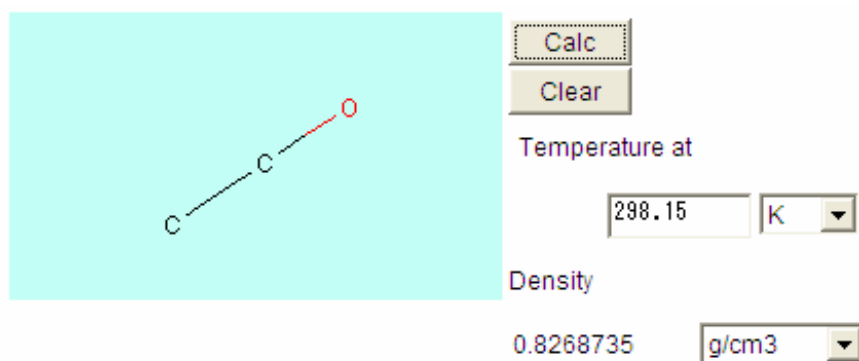 Calc
Clear
O
C
C
Temperature at
298.15 K
Density
0.8268735 g/cm3